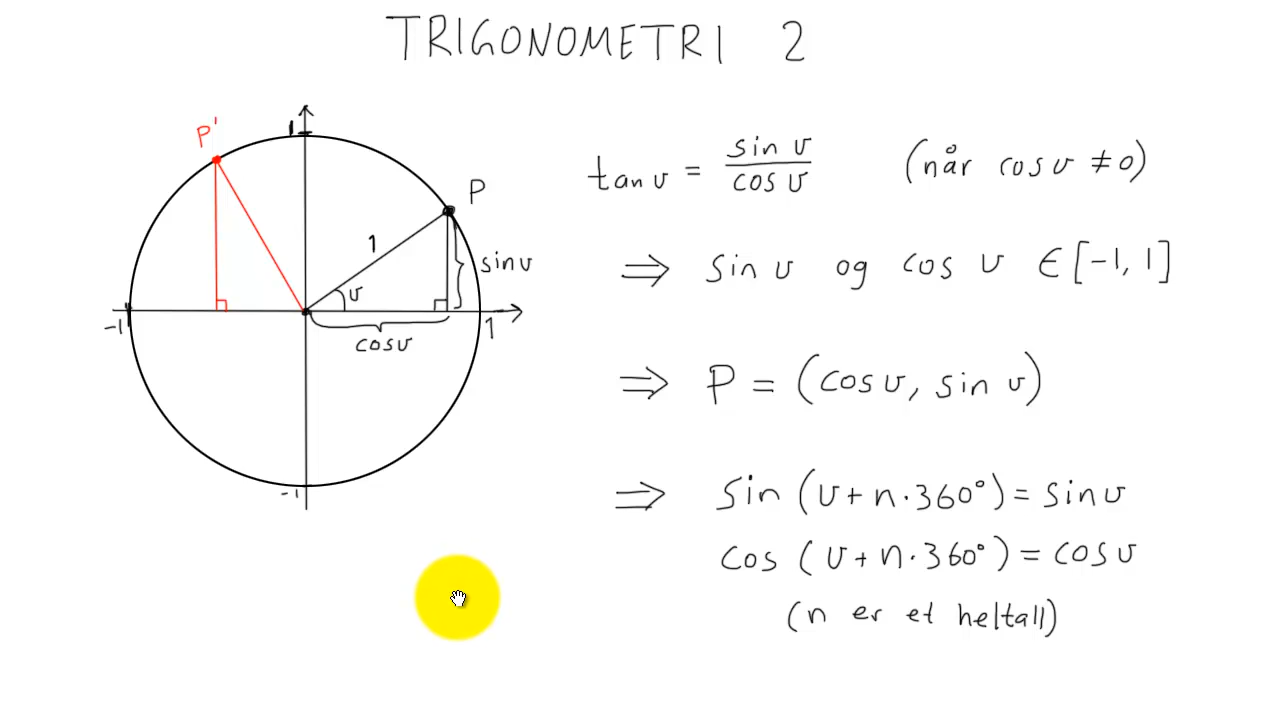 TRIGONOMETRI 2
P'
1
P
1
sin v
v
-1
1
cos v
-1
tan v = sin v / cos v (når cos v ≠ 0)
⇒ sin v og cos v ∈ [-1, 1]
⇒ P = (cos v, sin v)
⇒ sin (v + n · 360°) = sin v
cos (v + n · 360°) = cos v
(n er et heltall)